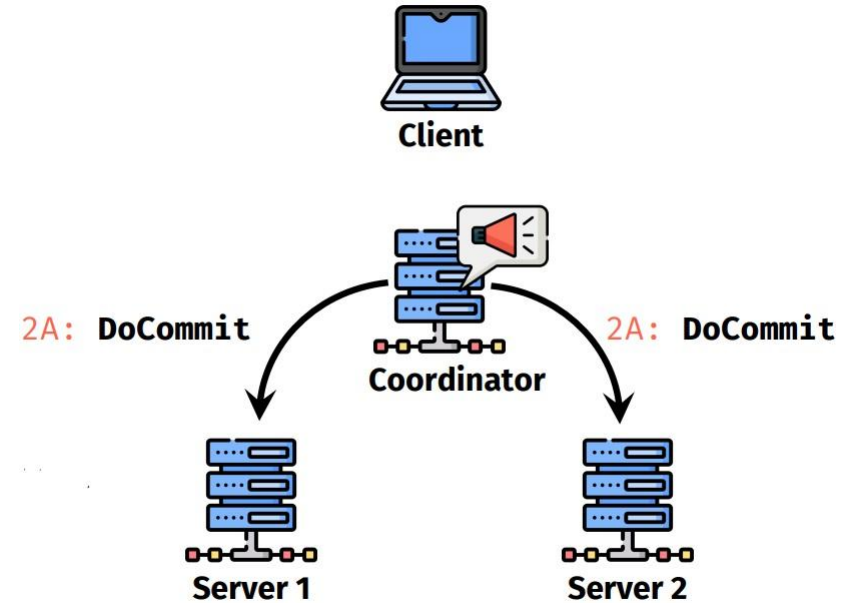 Client
2A: DoCommit
2A: DoCommit
Coordinator
Server 1
Server 2